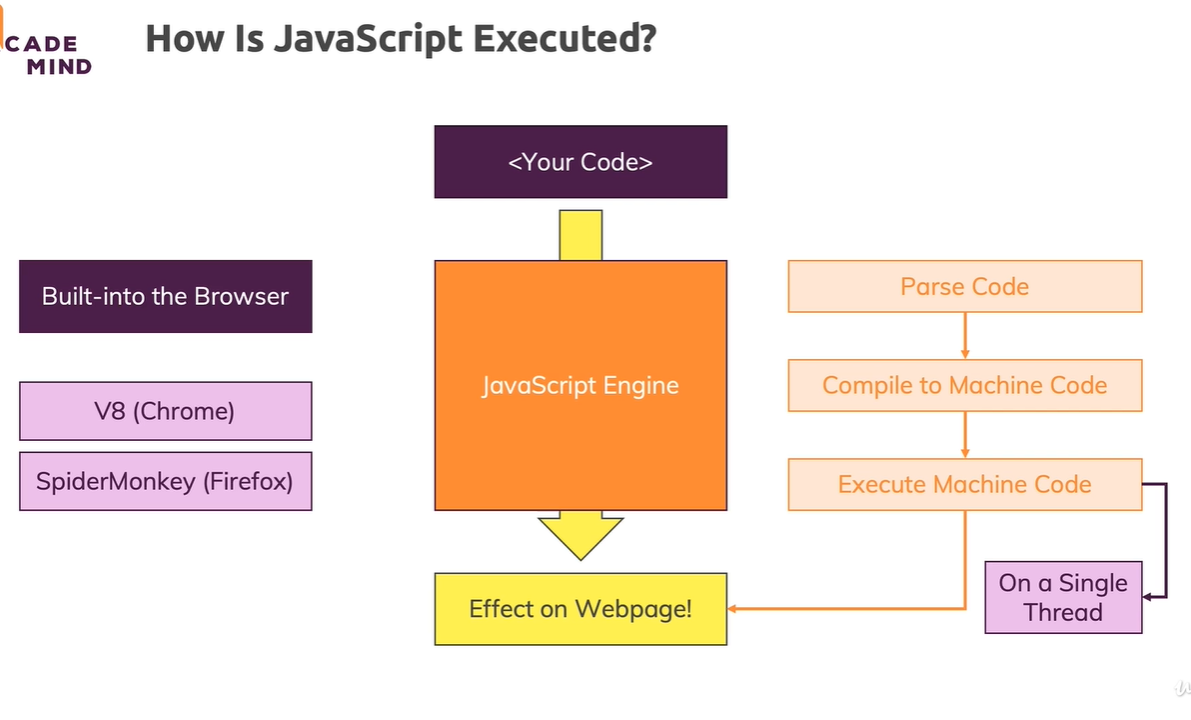 CADE
MIND
How Is JavaScript Executed?
<Your Code>
Built-into the Browser
V8 (Chrome)
SpiderMonkey (Firefox)
JavaScript Engine
Parse Code
Compile to Machine Code
Execute Machine Code
On a Single
Thread
Effect on Webpage!